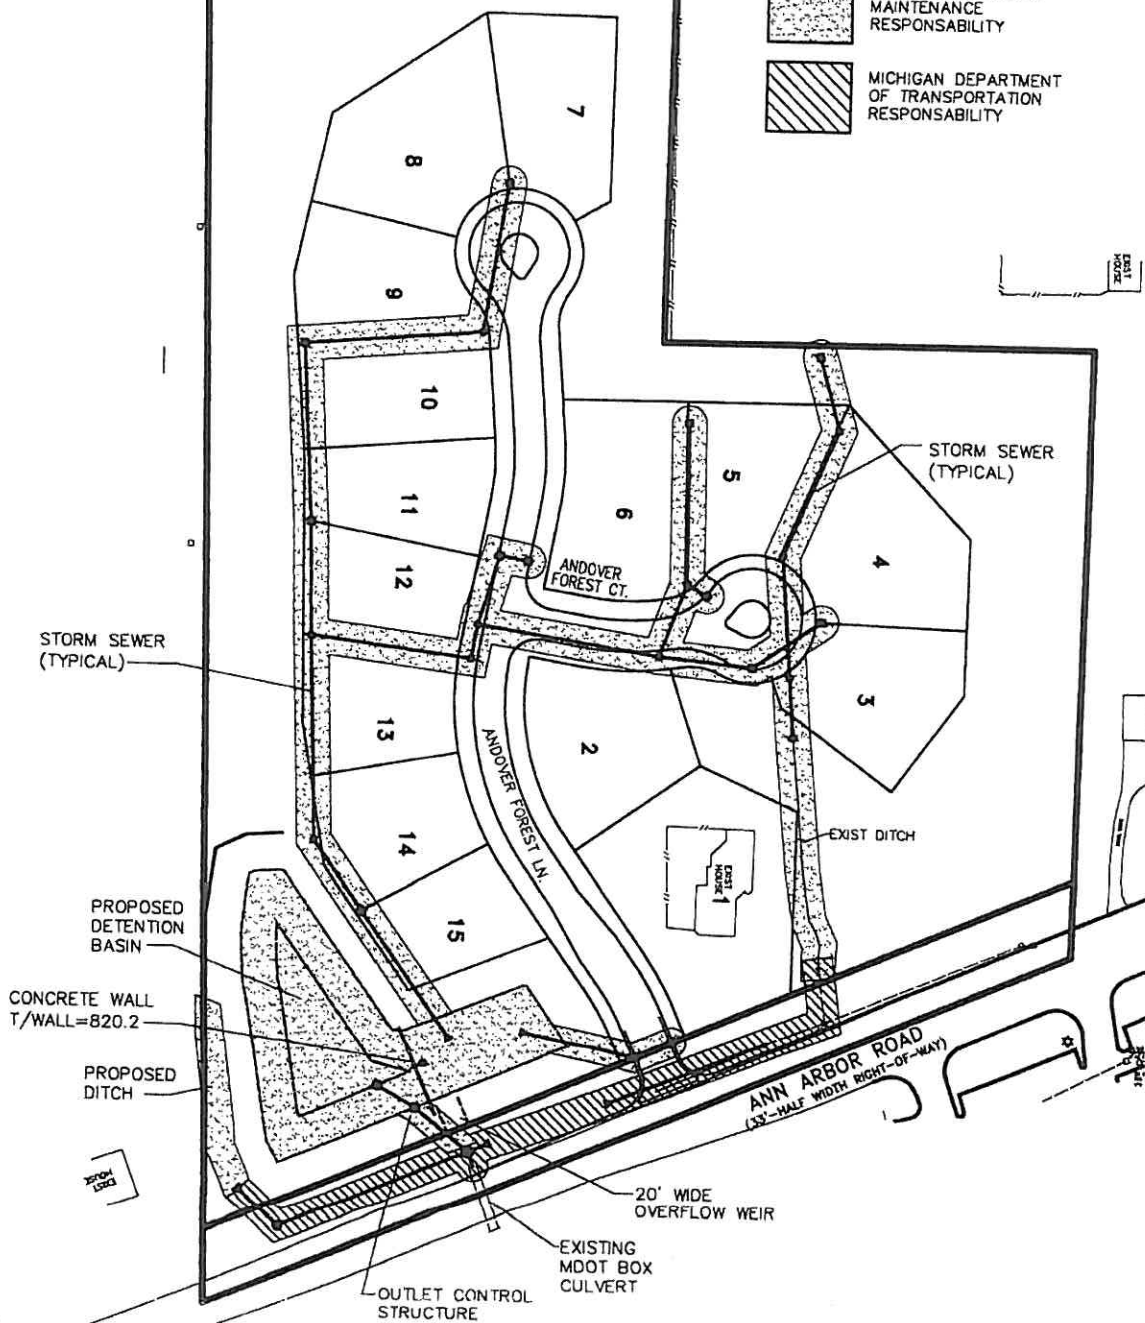 MAINTENANCE
RESPONSABILITY
MICHIGAN DEPARTMENT
OF TRANSPORTATION
RESPONSABILITY
7
8
EXIST
HOUSE
9
10
STORM SEWER
(TYPICAL)
5
6
11
4
ANDOVER
FOREST CT.
12
STORM SEWER
(TYPICAL)
3
13
2
ANDOVER FOREST LN.
14
EXIST DITCH
EXIST
HOUSE
1
15
PROPOSED
DETENTION
BASIN
CONCRETE WALL
T/WALL=820.2
PROPOSED
DITCH
ANN ARBOR ROAD
(33'-HALF WIDTH RIGHT-OF-WAY)
EXIST
HOUSE
20' WIDE
OVERFLOW WEIR
EXISTING
MDOT BOX
CULVERT
OUTLET CONTROL
STRUCTURE